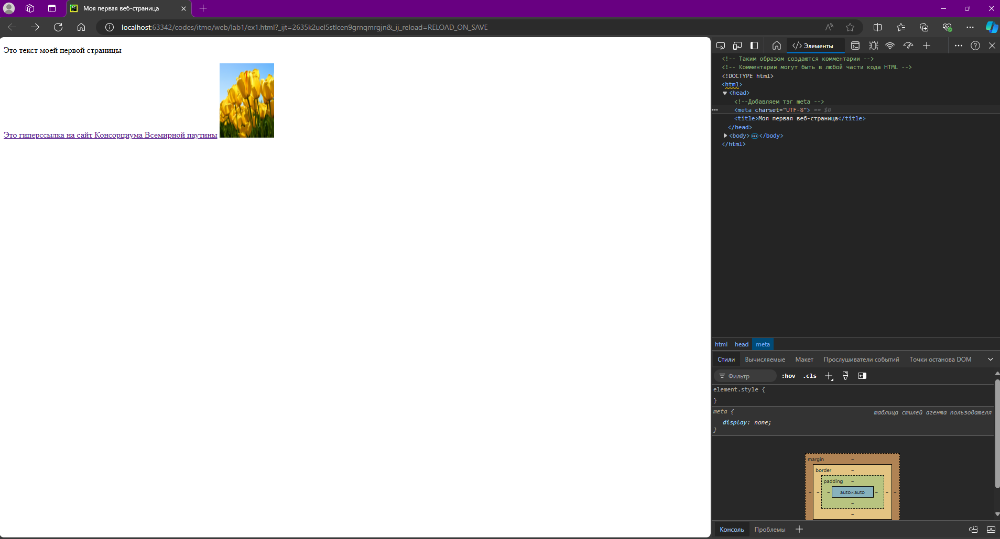 Моя первая веб-страница
localhost:63342/codes/itmo/web/lab1/ex1.html?_ijt=2635k2uel5stlcen9grnqmrgjn&_ij_reload=RELOAD_ON_SAVE
Это текст моей первой страницы
Это гиперссылка на сайт Консорциума Всемирной паутины
</> Элементы
<!-- Таким образом создаются комментарии -->
<!-- Комментарии могут быть в любой части кода HTML -->
<!DOCTYPE html>
<html>
<head>
<!--Добавляем тэг meta -->
<meta charset="UTF-8"> == $0
<title>Моя первая веб-страница</title>
</head>
<body>…</body>
</html>
html head meta
Стили Вычисляемые Макет Прослушиватели событий Точки останова DOM
Фильтр :hov .cls
element.style {
}
meta { таблица стилей агента пользователя
display: none;
}
margin –
border –
padding –
– – – auto×auto – – –
–
–
Консоль Проблемы